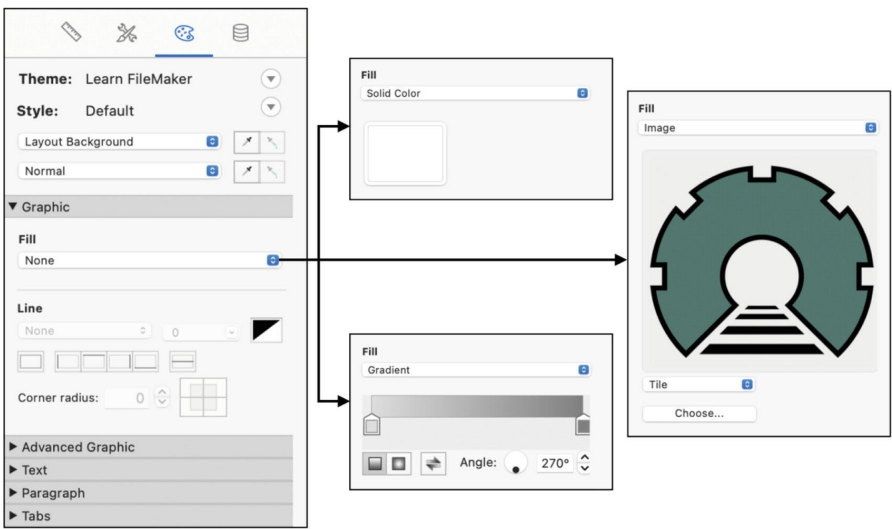 Theme: Learn FileMaker
Style: Default
Layout Background
Normal
Graphic
Fill
None
Line
None 0
Corner radius: 0
Advanced Graphic
Text
Paragraph
Tabs
Fill
Solid Color
Fill
Gradient
Angle: 270°
Fill
Image
Tile
Choose...